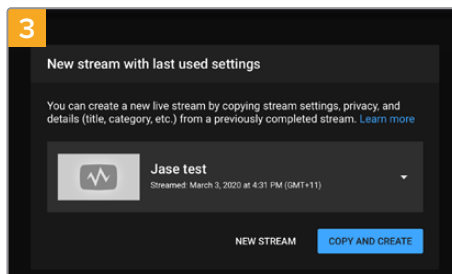 3
New stream with last used settings
You can create a new live stream by copying stream settings, privacy, and
details (title, category, etc.) from a previously completed stream. Learn more
Jase test
Streamed: March 3, 2020 at 4:31 PM (GMT+11)
NEW STREAM COPY AND CREATE